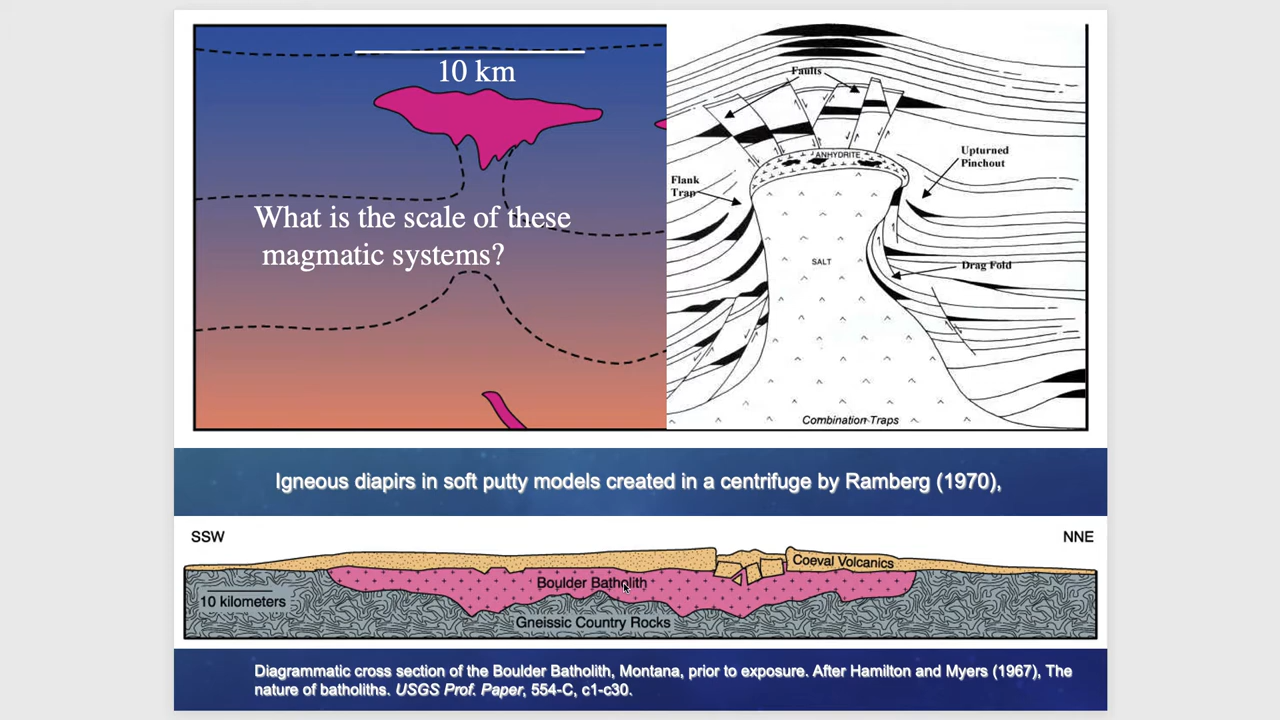 10 km
What is the scale of these
magmatic systems?
Faults
ANHYDRITE
Upturned
Pinchout
Flank
Trap
SALT
Drag Fold
Combination Traps
Igneous diapirs in soft putty models created in a centrifuge by Ramberg (1970),
SSW
NNE
Coeval Volcanics
Boulder Batholith
10 kilometers
Gneissic Country Rocks
Diagrammatic cross section of the Boulder Batholith, Montana, prior to exposure. After Hamilton and Myers (1967), The
nature of batholiths. USGS Prof. Paper, 554-C, c1-c30.